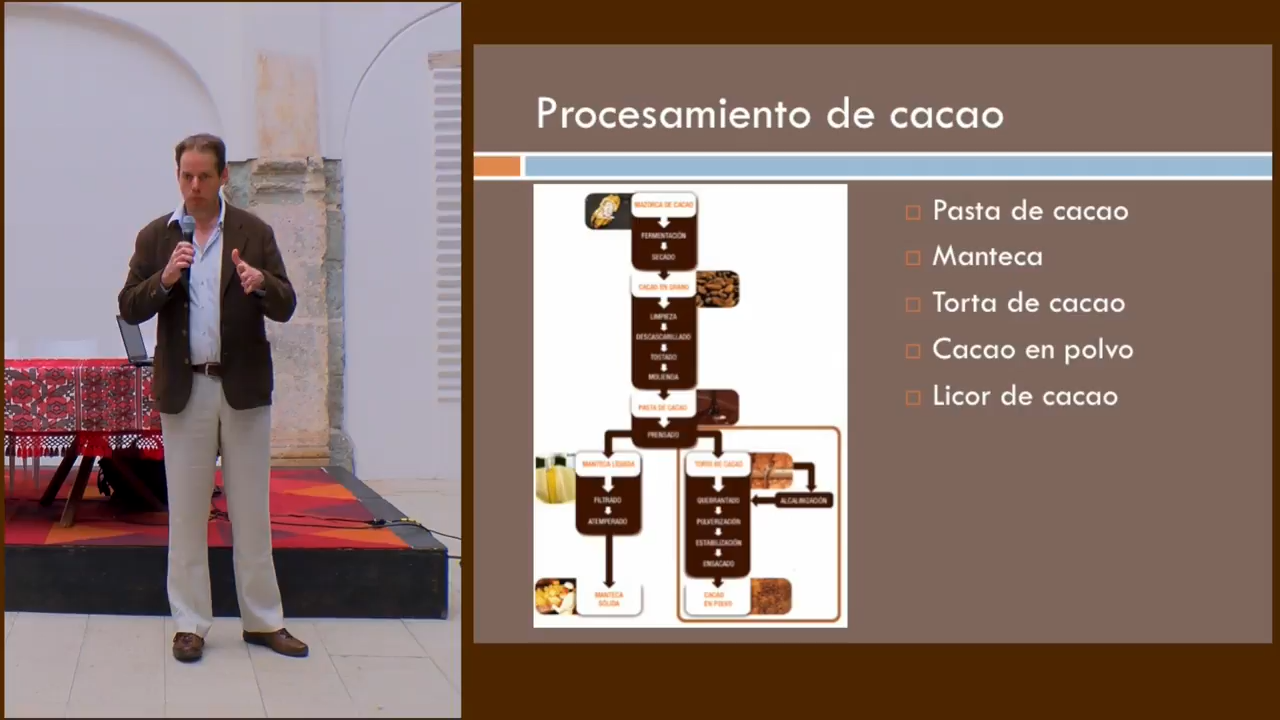 Procesamiento de cacao
MAZORCA DE CACAO
FERMENTACIÓN
SECADO
CACAO EN GRANO
LIMPIEZA
DESCASCARILLADO
TOSTADO
MOLIENDA
PASTA DE CACAO
PRENSADO
MANTECA LÍQUIDA
FILTRADO
ATEMPERADO
MANTECA
SÓLIDA
TORTA DE CACAO
QUEBRANTADO
ALCALINIZACIÓN
PULVERIZACIÓN
ESTABILIZACIÓN
ENSACADO
CACAO
EN POLVO
Pasta de cacao
Manteca
Torta de cacao
Cacao en polvo
Licor de cacao